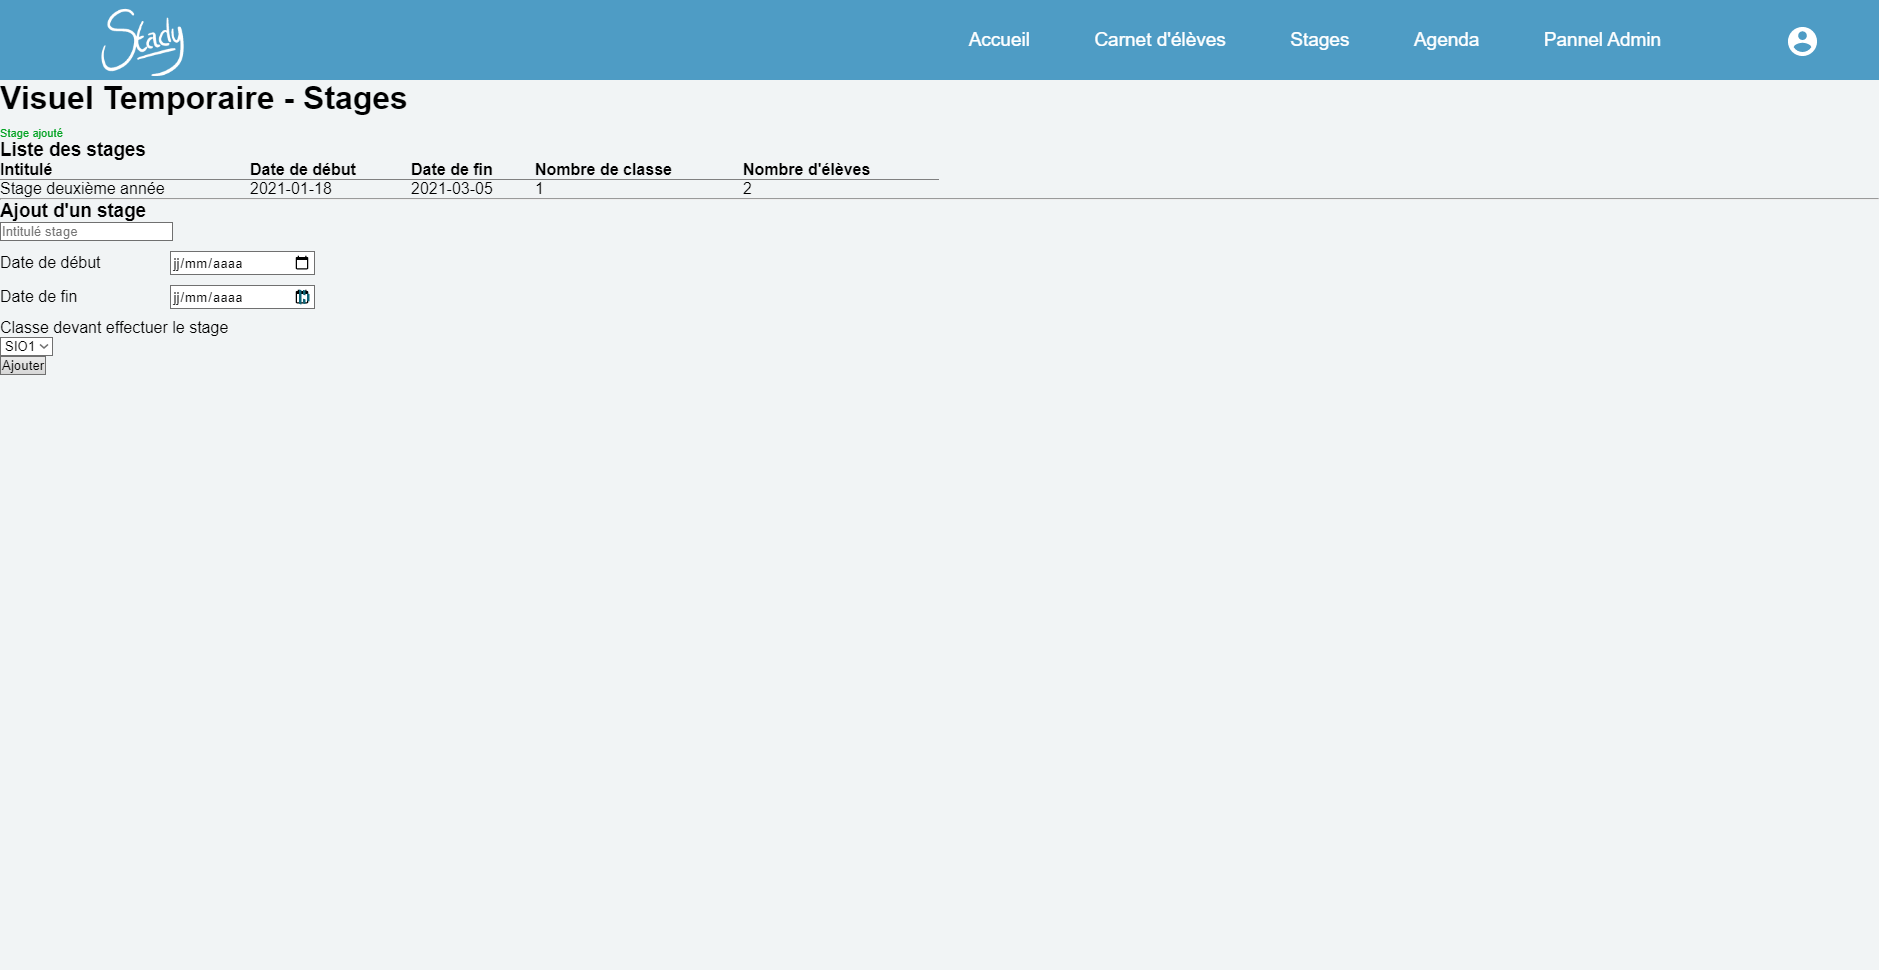 Stady
Accueil Carnet d'élèves Stages Agenda Pannel Admin
Visuel Temporaire - Stages
Stage ajouté
Liste des stages
Intitulé Date de début Date de fin Nombre de classe Nombre d'élèves
Stage deuxième année 2021-01-18 2021-03-05 1 2
Ajout d'un stage
Intitulé stage
Date de début jj/mm/aaaa
Date de fin jj/mm/aaaa
Classe devant effectuer le stage
SIO1
Ajouter